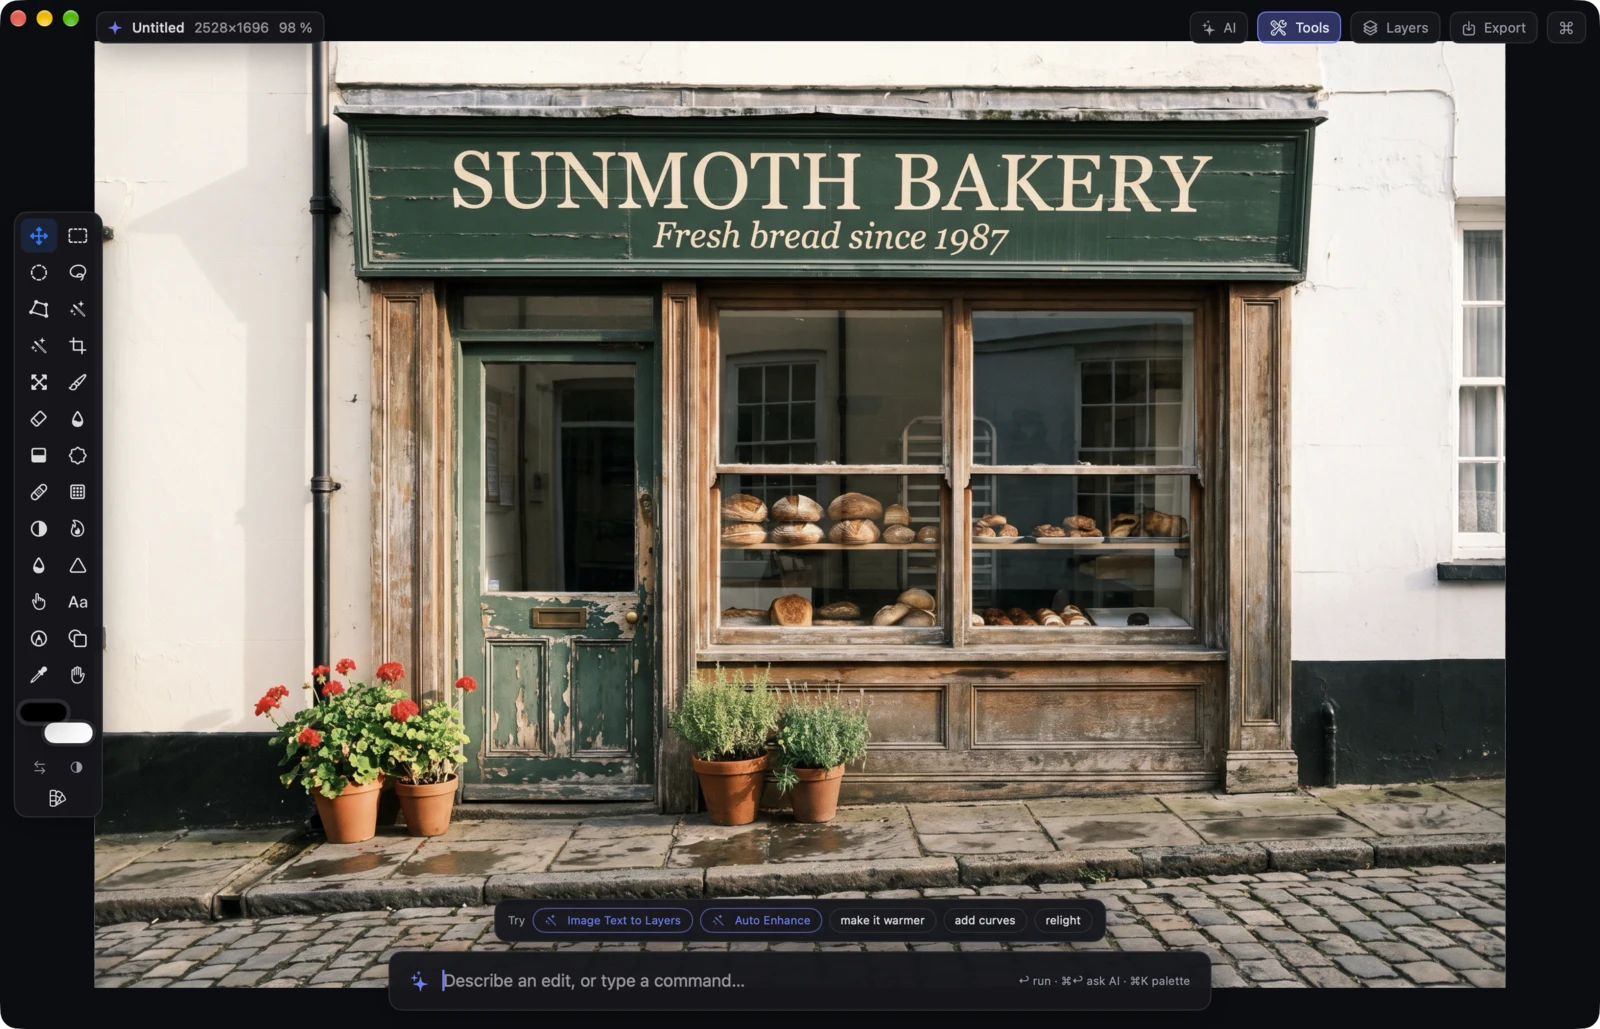 Untitled 2528×1696 98 %
AI Tools Layers Export ⌘
SUNMOTH BAKERY
Fresh bread since 1987
Aa
Try Image Text to Layers Auto Enhance make it warmer add curves relight
Describe an edit, or type a command...
↩ run · ⌘↩ ask AI · ⌘K palette